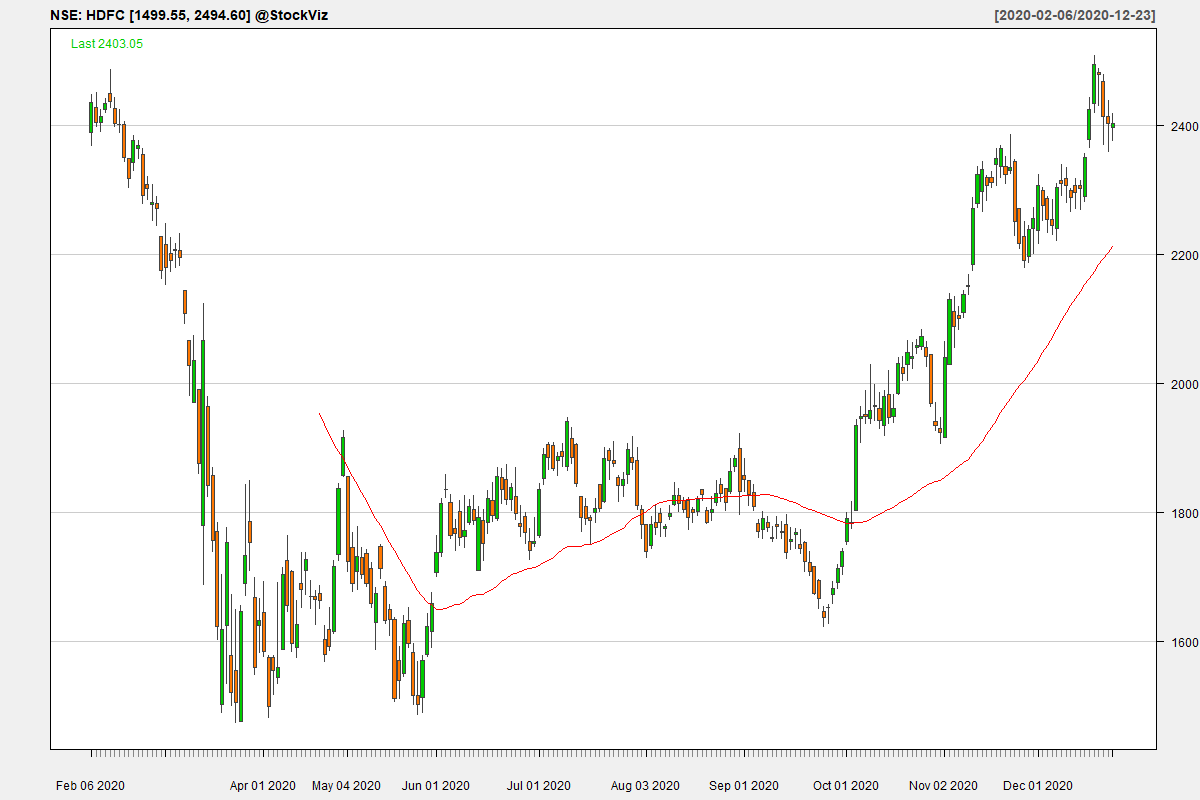 NSE: HDFC [1499.55, 2494.60] @StockViz [2020-02-06/2020-12-23]
Last 2403.05
2400
2200
2000
1800
1600
Feb 06 2020 Apr 01 2020 May 04 2020 Jun 01 2020 Jul 01 2020 Aug 03 2020 Sep 01 2020 Oct 01 2020 Nov 02 2020 Dec 01 2020